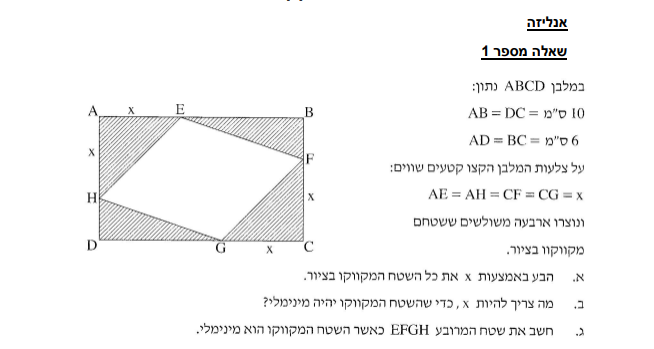 אנליזה
שאלה מספר 1
במלבן ABCD נתון:
10 ס"מ = AB = DC
6 ס"מ = AD = BC
על צלעות המלבן הקצו קטעים שווים:
AE = AH = CF = CG = x
ונוצרו ארבעה משולשים ששטחם
מקווקוו בציור.
A x E B
x
F
H x
D G x C
א. הבע באמצעות x את כל השטח המקווקו בציור.
ב. מה צריך להיות x, כדי שהשטח המקווקו יהיה מינימלי?
ג. חשב את שטח המרובע EFGH כאשר השטח המקווקו הוא מינימלי.